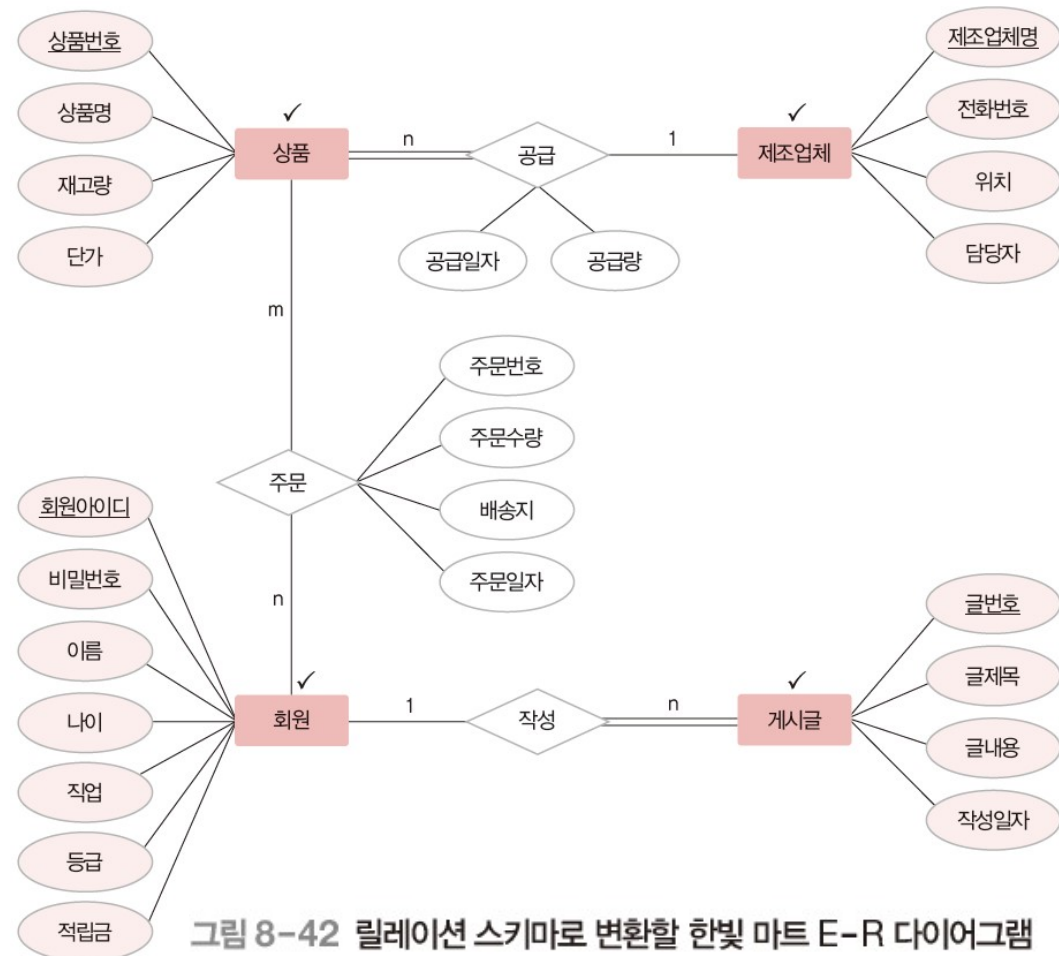 상품번호
상품명
재고량
단가
✓
상품
n
공급
1
✓
제조업체
제조업체명
전화번호
위치
담당자
공급일자
공급량
m
주문
주문번호
주문수량
배송지
주문일자
n
회원아이디
비밀번호
이름
나이
직업
등급
적립금
✓
회원
1
작성
n
✓
게시글
글번호
글제목
글내용
작성일자
그림 8-42 릴레이션 스키마로 변환할 한빛 마트 E-R 다이어그램